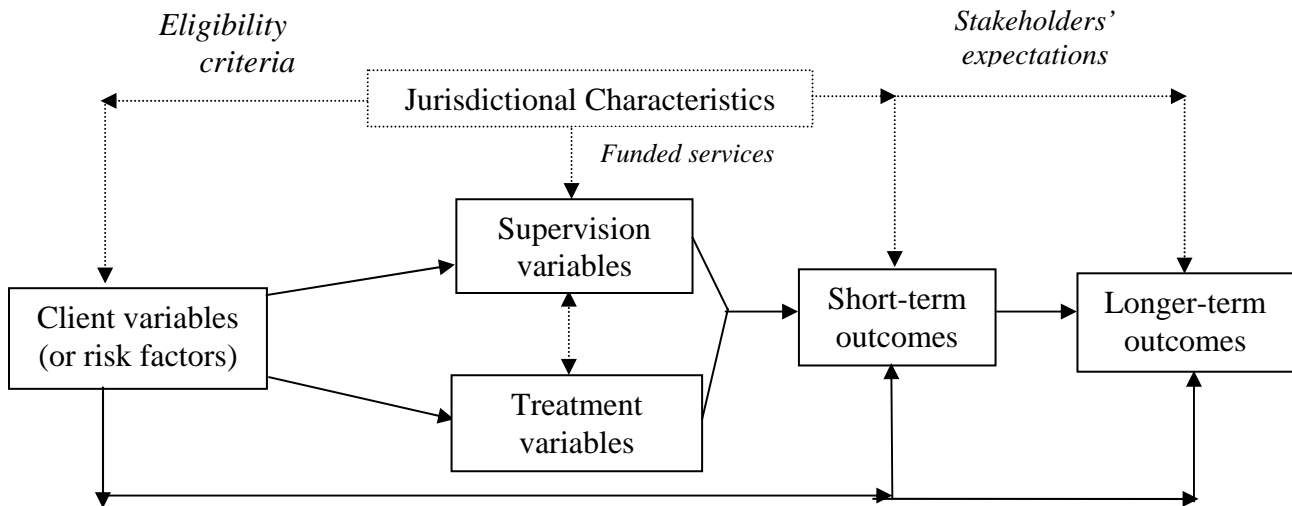 Eligibility
criteria
Stakeholders’
expectations
Jurisdictional Characteristics
Funded services
Supervision
variables
Client variables
(or risk factors)
Short-term
outcomes
Longer-term
outcomes
Treatment
variables